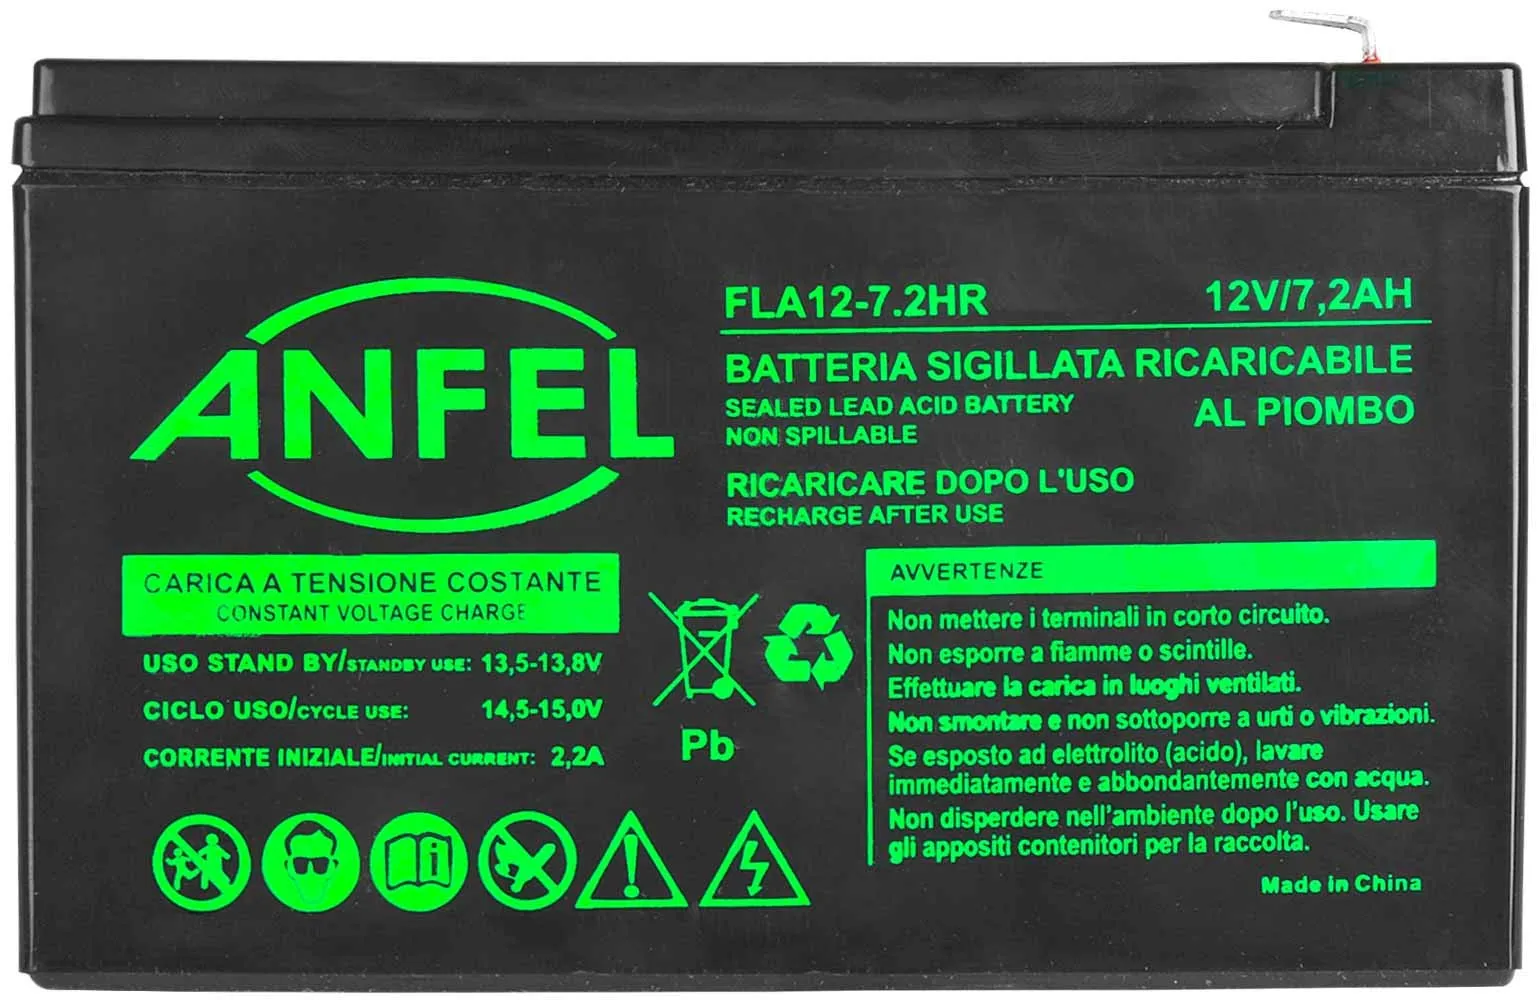 ANFEL
FLA12-7.2HR 12V/7,2AH
BATTERIA SIGILLATA RICARICABILE
SEALED LEAD ACID BATTERY AL PIOMBO
NON SPILLABLE
RICARICARE DOPO L'USO
RECHARGE AFTER USE
CARICA A TENSIONE COSTANTE
CONSTANT VOLTAGE CHARGE
USO STAND BY/STANDBY USE: 13,5-13,8V
CICLO USO/CYCLE USE: 14,5-15,0V
CORRENTE INIZIALE/INITIAL CURRENT: 2,2A
Pb
AVVERTENZE
Non mettere i terminali in corto circuito.
Non esporre a fiamme o scintille.
Effettuare la carica in luoghi ventilati.
Non smontare e non sottoporre a urti o vibrazioni.
Se esposto ad elettrolito (acido), lavare
immediatamente e abbondantemente con acqua.
Non disperdere nell'ambiente dopo l'uso. Usare
gli appositi contenitori per la raccolta.
Made in China